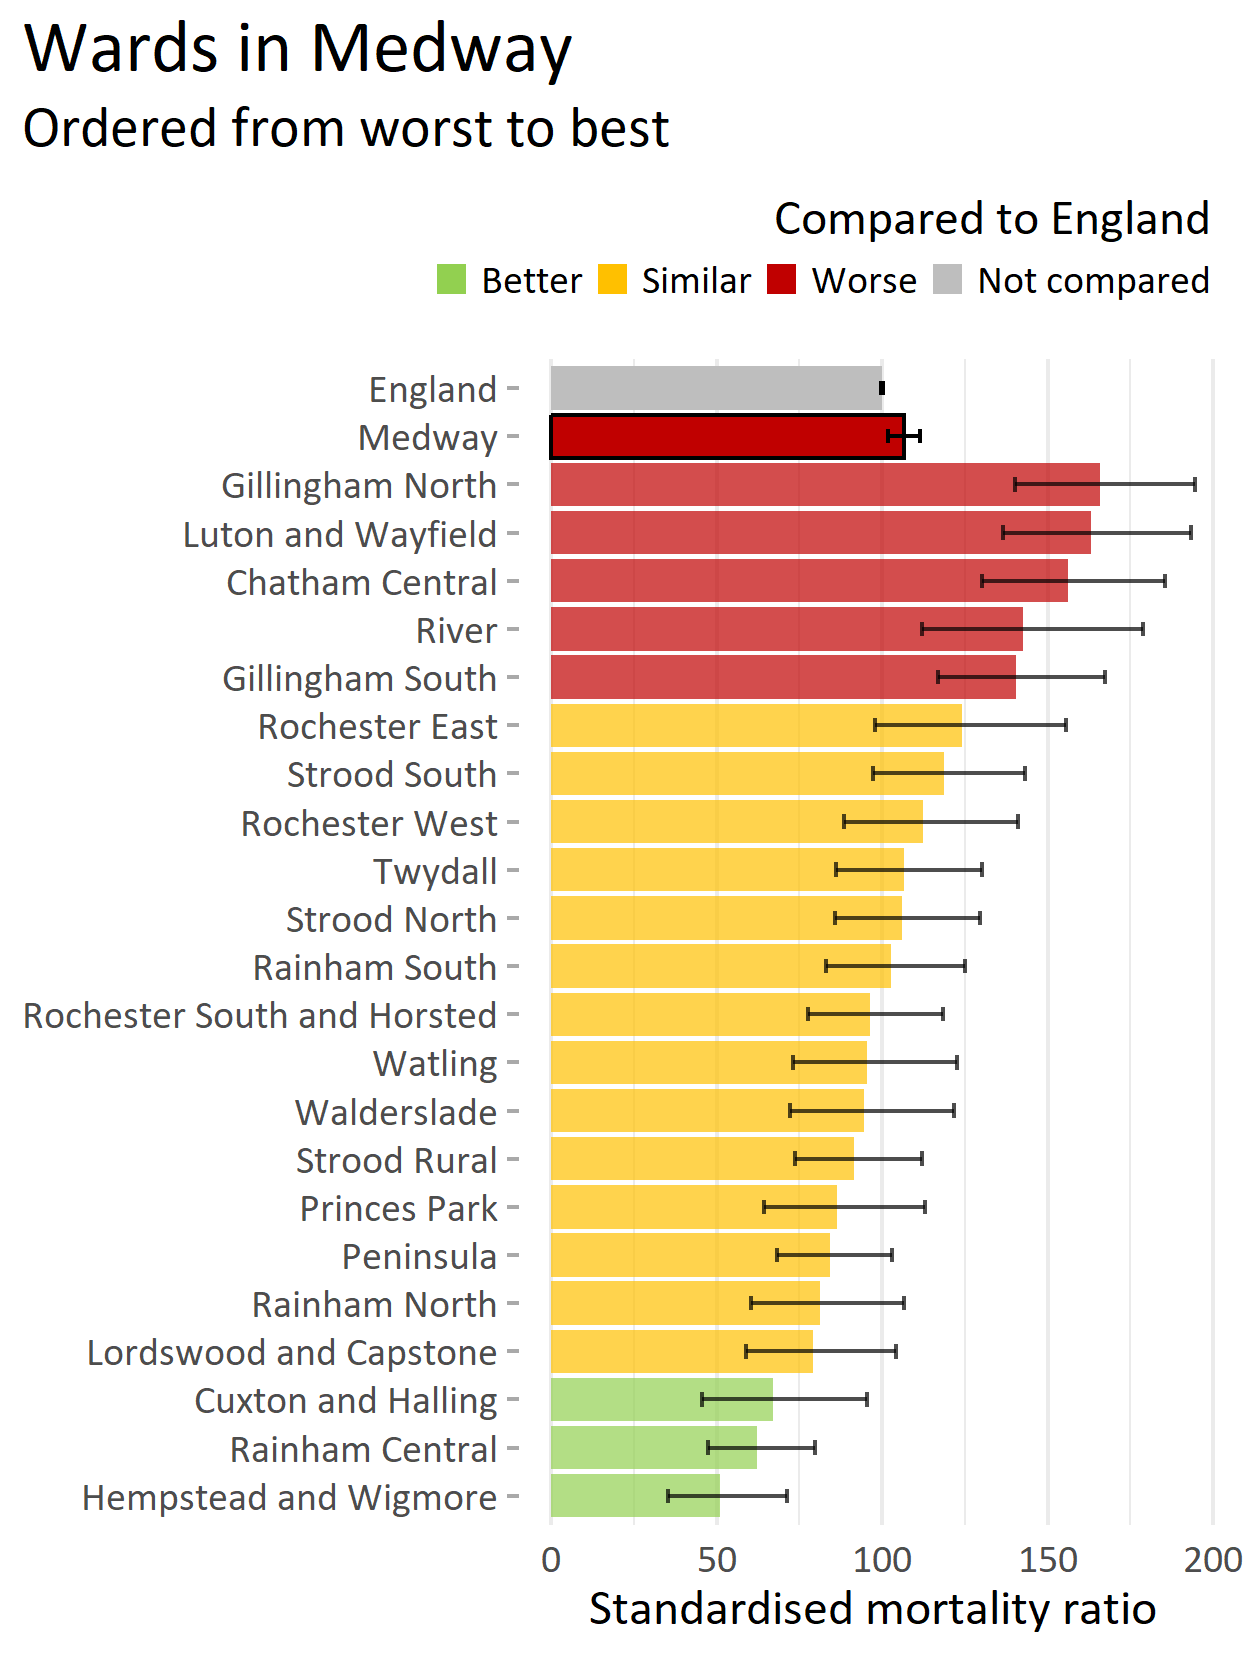 Wards in Medway
Ordered from worst to best
Compared to England
Better Similar Worse Not compared
England
Medway
Gillingham North
Luton and Wayfield
Chatham Central
River
Gillingham South
Rochester East
Strood South
Rochester West
Twydall
Strood North
Rainham South
Rochester South and Horsted
Watling
Walderslade
Strood Rural
Princes Park
Peninsula
Rainham North
Lordswood and Capstone
Cuxton and Halling
Rainham Central
Hempstead and Wigmore
0 50 100 150 200
Standardised mortality ratio